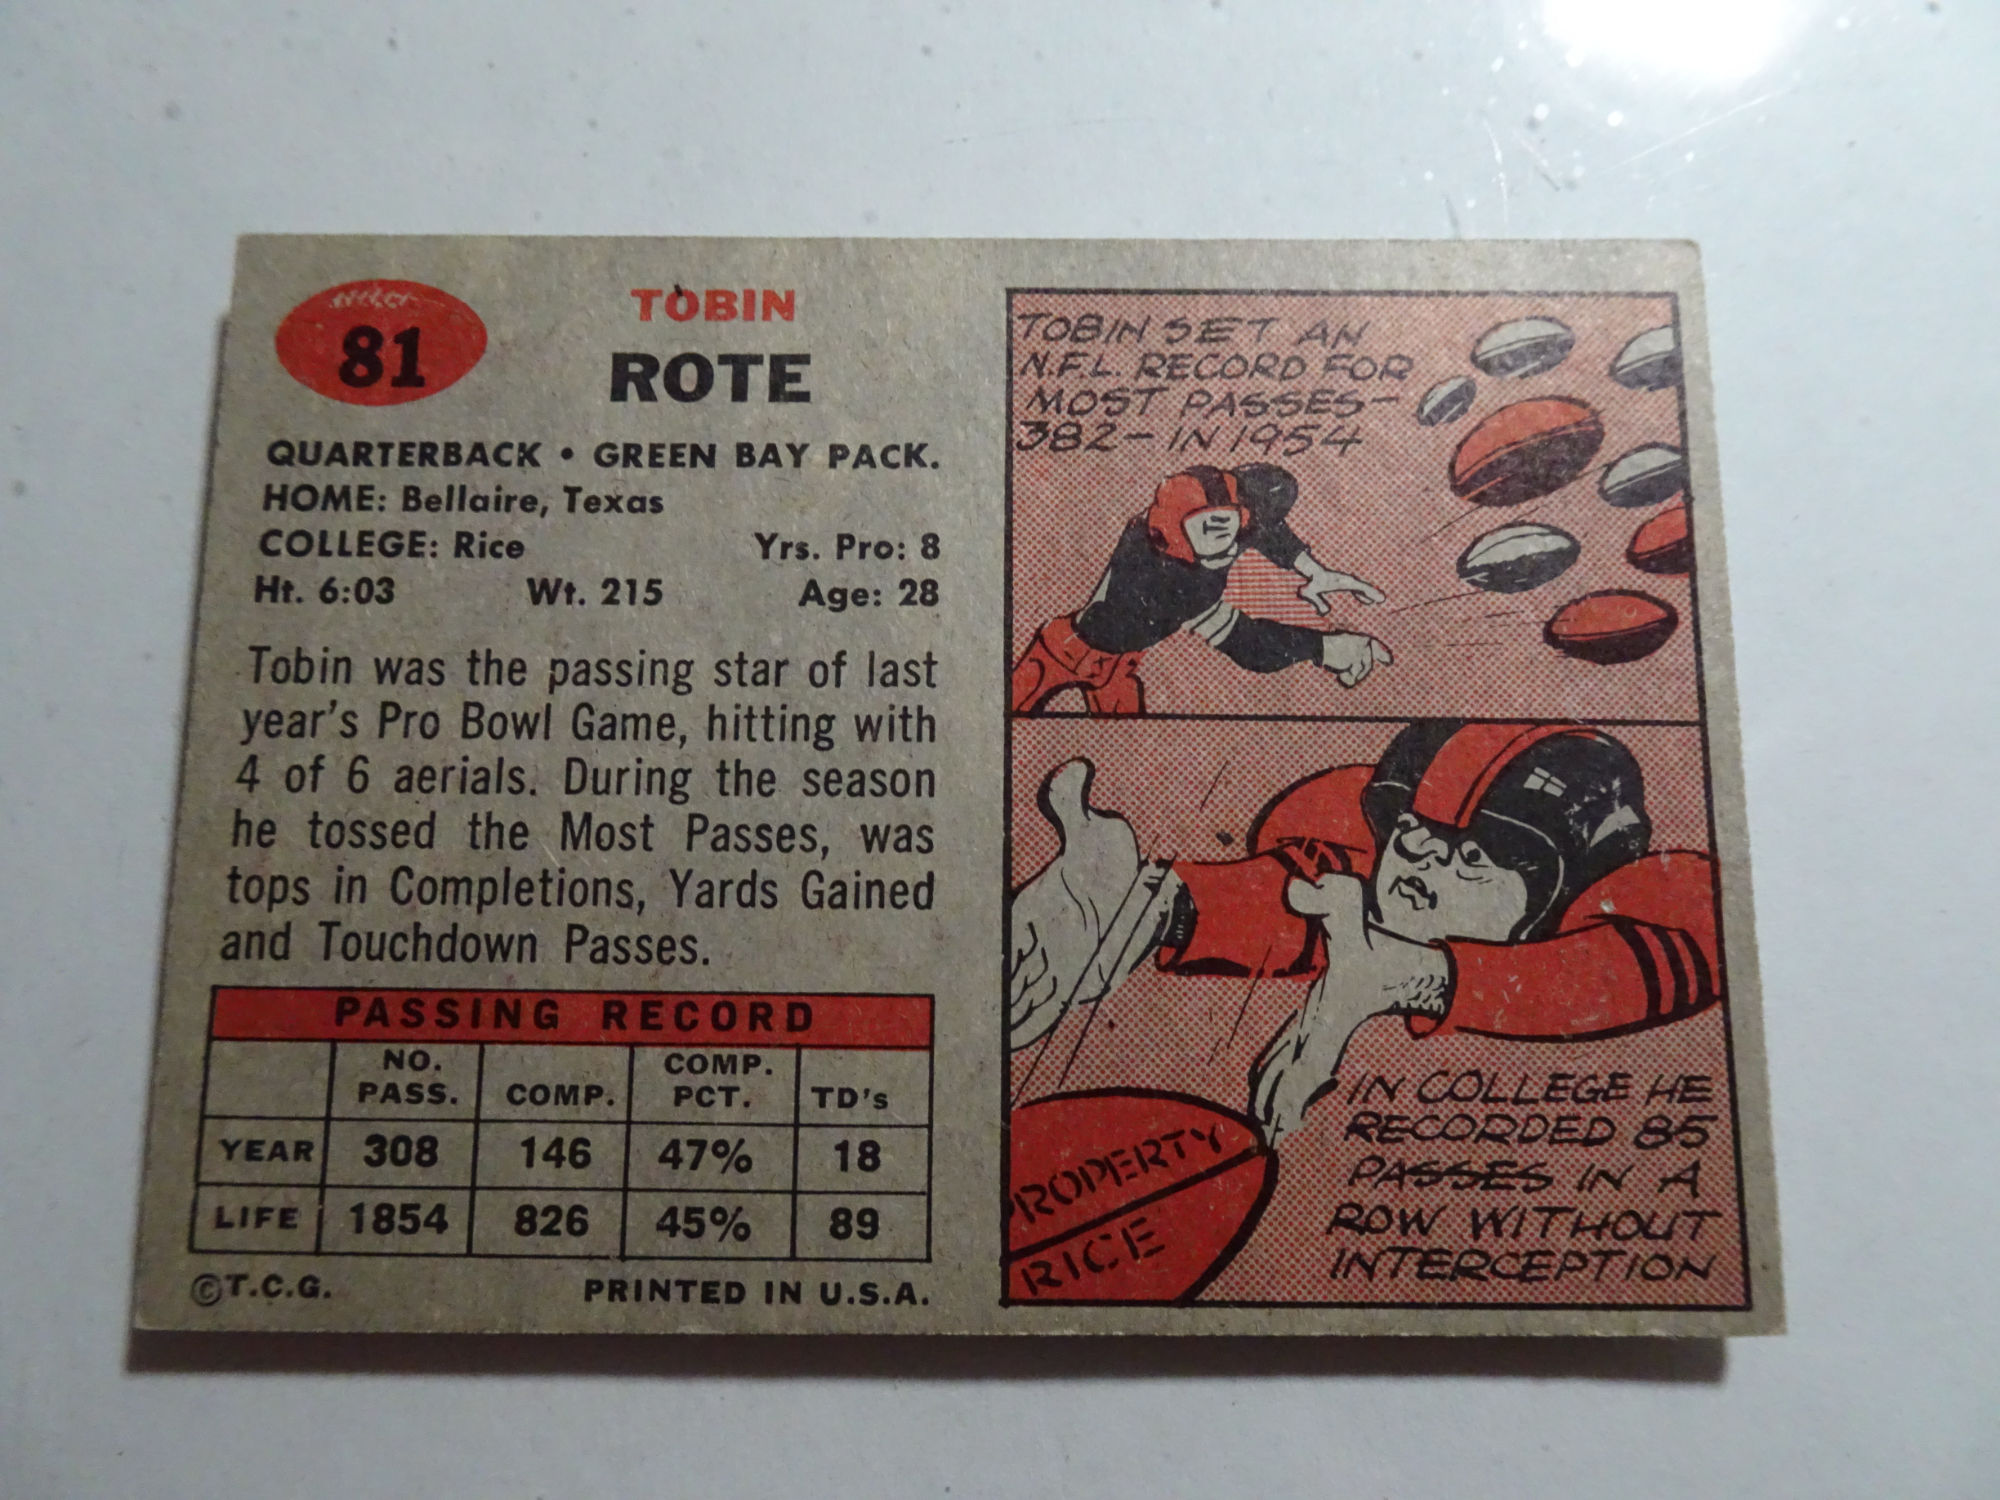 81
TOBIN
ROTE
QUARTERBACK • GREEN BAY PACK.
HOME: Bellaire, Texas
COLLEGE: Rice Yrs. Pro: 8
Ht. 6:03 Wt. 215 Age: 28
Tobin was the passing star of last
year's Pro Bowl Game, hitting with
4 of 6 aerials. During the season
he tossed the Most Passes, was
tops in Completions, Yards Gained
and Touchdown Passes.
PASSING RECORD
NO. PASS. COMP. COMP. PCT. TD's
YEAR 308 146 47% 18
LIFE 1854 826 45% 89
©T.C.G. PRINTED IN U.S.A.
TOBIN SET AN
N.F.L. RECORD FOR
MOST PASSES-
382- IN 1954
IN COLLEGE HE
RECORDED 85
PASSES IN A
ROW WITHOUT
INTERCEPTION
ROPERTY
RICE